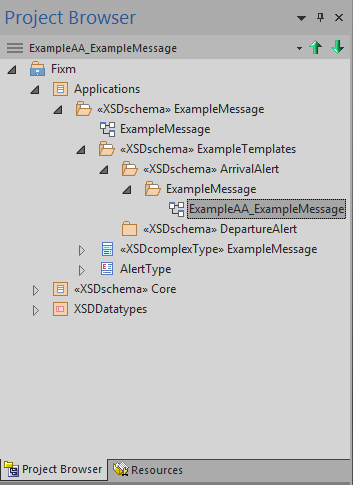 Project Browser
ExampleAA_ExampleMessage
Fixm
Applications
«XSDschema» ExampleMessage
ExampleMessage
«XSDschema» ExampleTemplates
«XSDschema» ArrivalAlert
ExampleMessage
ExampleAA_ExampleMessage
«XSDschema» DepartureAlert
«XSDcomplexType» ExampleMessage
AlertType
«XSDschema» Core
XSDDatatypes
Project Browser Resources